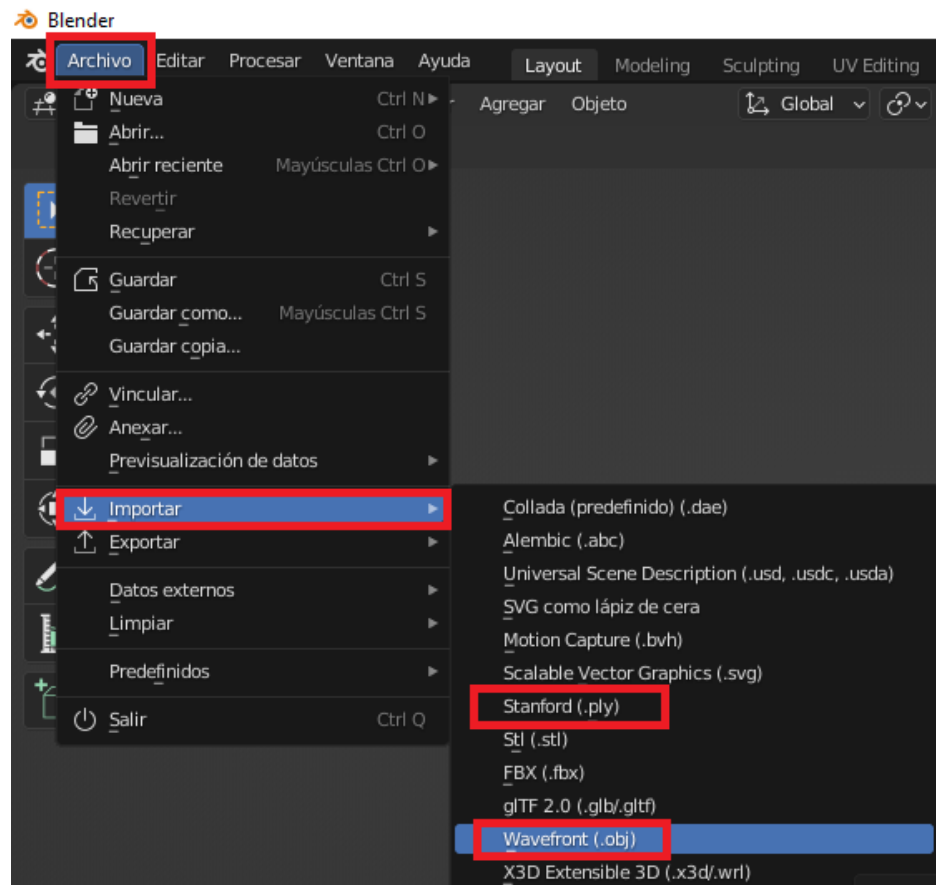 Blender
Archivo Editar Procesar Ventana Ayuda Layout Modeling Sculpting UV Editing
Agregar Objeto Global
Nueva Ctrl N
Abrir... Ctrl O
Abrir reciente Mayúsculas Ctrl O
Revertir
Recuperar
Guardar Ctrl S
Guardar como... Mayúsculas Ctrl S
Guardar copia...
Vincular...
Anexar...
Previsualización de datos
Importar
Exportar
Datos externos
Limpiar
Predefinidos
Salir Ctrl Q
Collada (predefinido) (.dae)
Alembic (.abc)
Universal Scene Description (.usd, .usdc, .usda)
SVG como lápiz de cera
Motion Capture (.bvh)
Scalable Vector Graphics (.svg)
Stanford (.ply)
Stl (.stl)
FBX (.fbx)
glTF 2.0 (.glb/.gltf)
Wavefront (.obj)
X3D Extensible 3D (.x3d/.wrl)